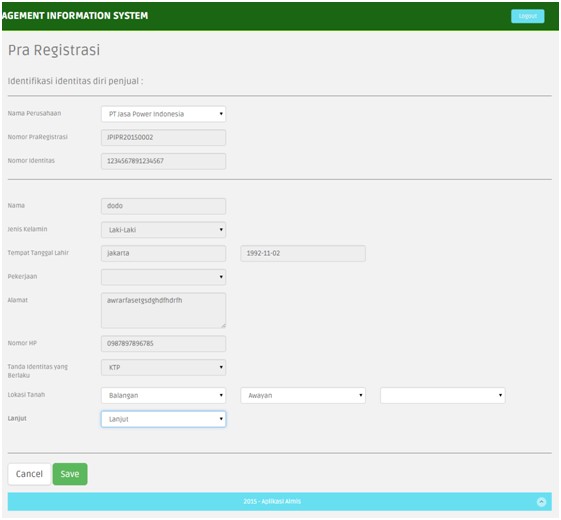 AGEMENT INFORMATION SYSTEM Logout
Pra Registrasi
Identifikasi identitas diri penjual :
Nama Perusahaan PT Jasa Power Indonesia
Nomor PraRegistrasi JPIPR20150002
Nomor Identitas 1234567891234567
Nama dodo
Jenis Kelamin Laki-Laki
Tempat Tanggal Lahir jakarta 1992-11-02
Pekerjaan
Alamat awrarfasetgsdghdfhdrfh
Nomor HP 0987897896785
Tanda Identitas yang
Berlaku KTP
Lokasi Tanah Balangan Awayan
Lanjut Lanjut
Cancel Save
2015 - Aplikasi Almis